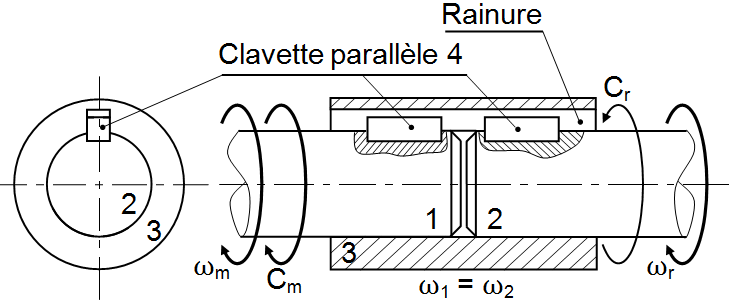 Rainure
Clavette parallèle 4
Cr
2
3
1
2
3
ωm
Cm
ω1 = ω2
ωr